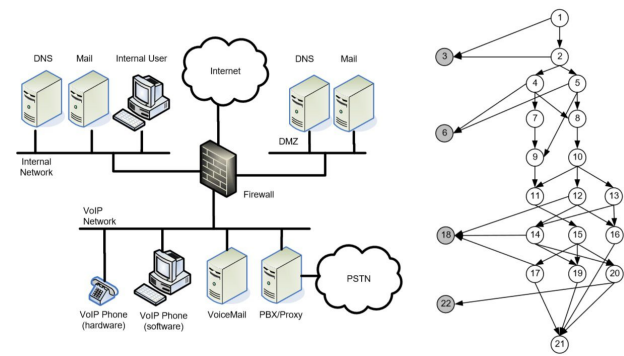 DNS Mail Internal User
Internet
DNS Mail
DMZ
Internal
Network
Firewall
VoIP
Network
PSTN
VoIP Phone
(hardware)
VoIP Phone
(software)
VoiceMail
PBX/Proxy
1
3 2
4 5
6 7 8
9 10
11 12 13
18 14 15 16
17 19 20
22
21